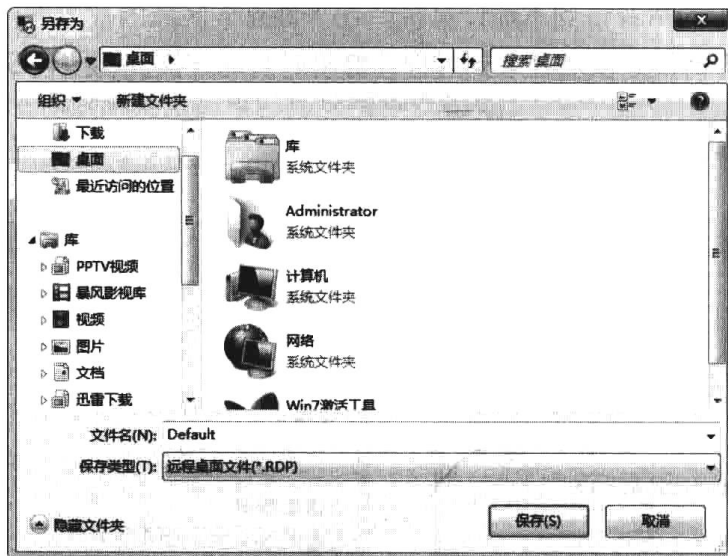 另存为
桌面
搜索 桌面
组织
新建文件夹
下载
桌面
最近访问的位置
库
PPTV视频
暴风影视库
视频
图片
文档
迅雷下载
库
系统文件夹
Administrator
系统文件夹
计算机
系统文件夹
网络
系统文件夹
Win7激活工具
文件名(N): Default
保存类型(T): 远程桌面文件(*.RDP)
隐藏文件夹
保存(S)
取消